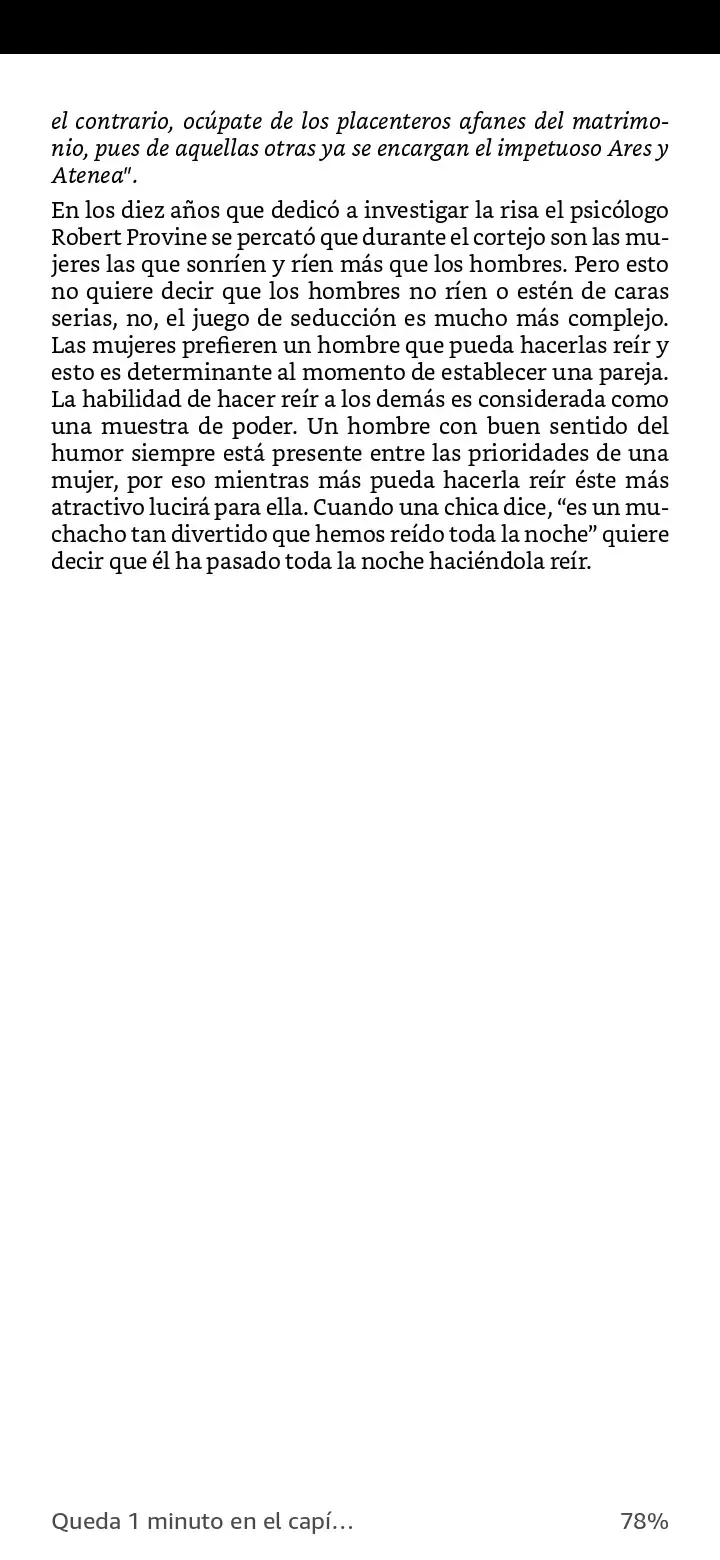 el contrario, ocúpate de los placenteros afanes del matrimo-
nio, pues de aquellas otras ya se encargan el impetuoso Ares y
Atenea".
En los diez años que dedicó a investigar la risa el psicólogo
Robert Provine se percató que durante el cortejo son las mu-
jeres las que sonríen y ríen más que los hombres. Pero esto
no quiere decir que los hombres no ríen o estén de caras
serias, no, el juego de seducción es mucho más complejo.
Las mujeres prefieren un hombre que pueda hacerlas reír y
esto es determinante al momento de establecer una pareja.
La habilidad de hacer reír a los demás es considerada como
una muestra de poder. Un hombre con buen sentido del
humor siempre está presente entre las prioridades de una
mujer, por eso mientras más pueda hacerla reír éste más
atractivo lucirá para ella. Cuando una chica dice, “es un mu-
chacho tan divertido que hemos reído toda la noche” quiere
decir que él ha pasado toda la noche haciéndola reír.
Queda 1 minuto en el capí… 78%